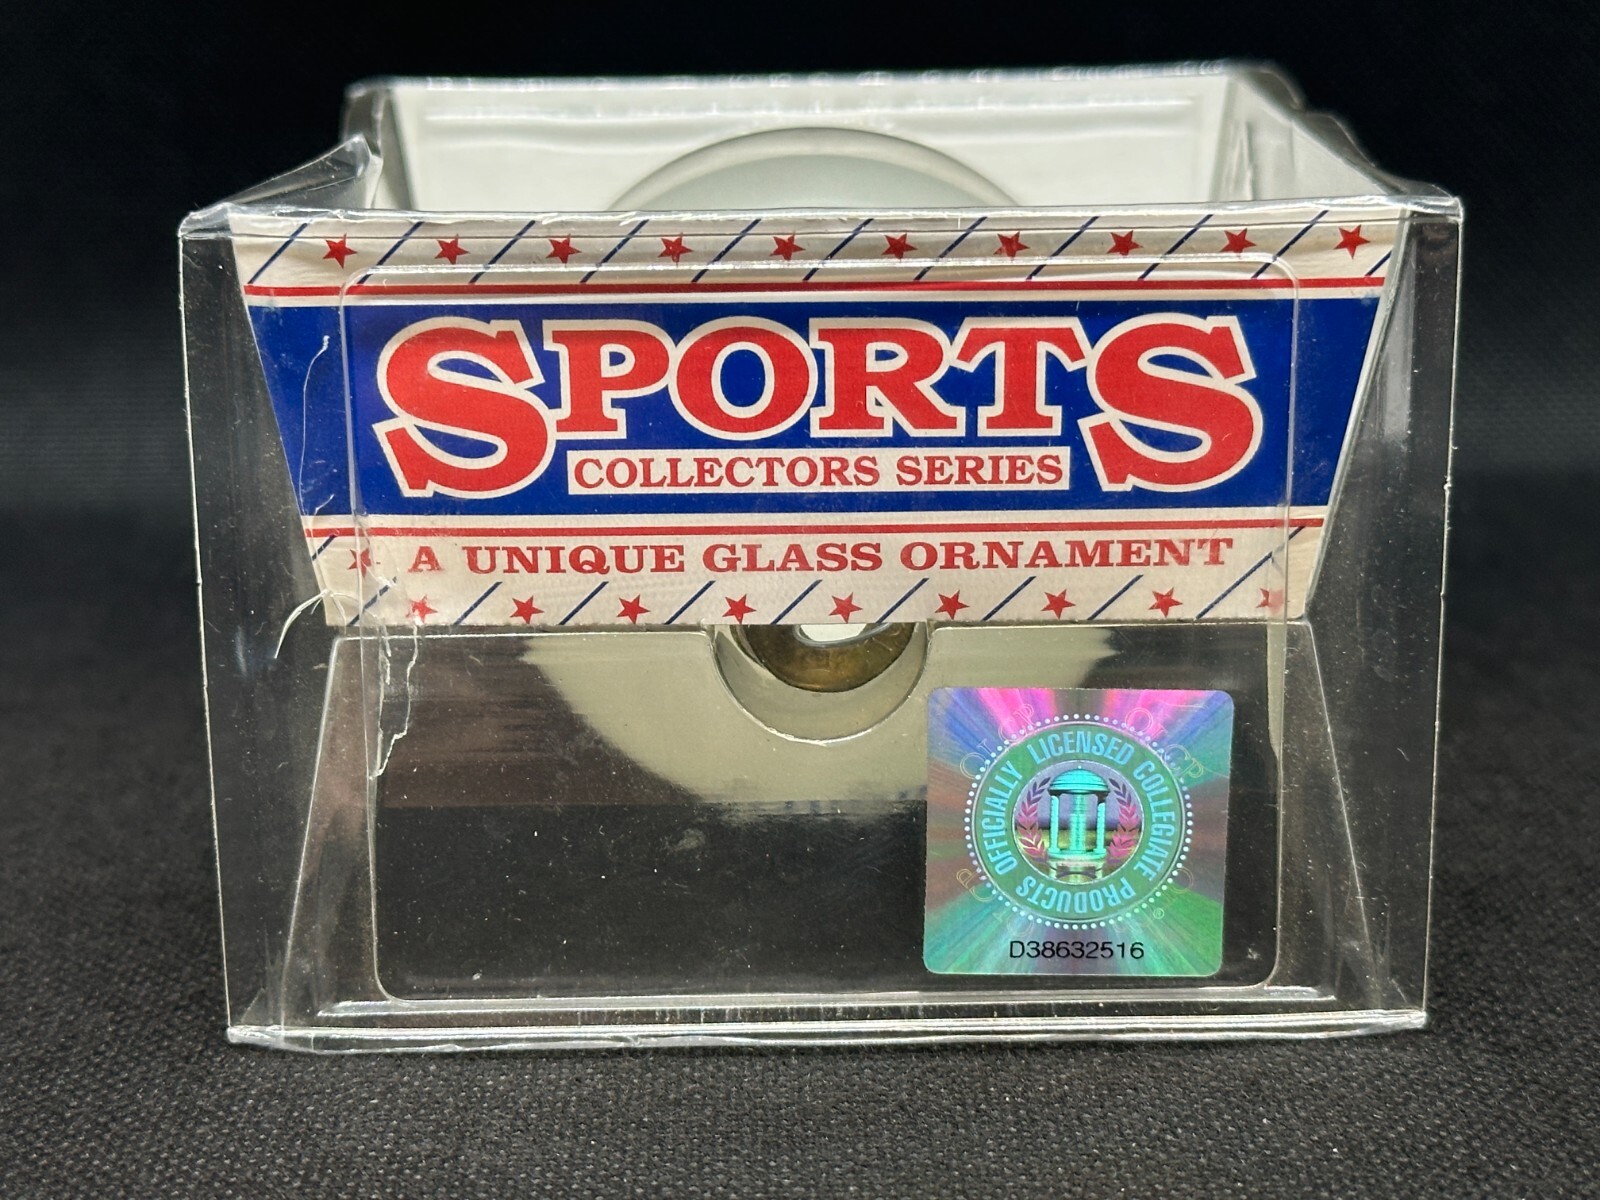 SPORTS
COLLECTORS SERIES
A UNIQUE GLASS ORNAMENT
OFFICIALLY LICENSED COLLEGIATE PRODUCTS
D38632516